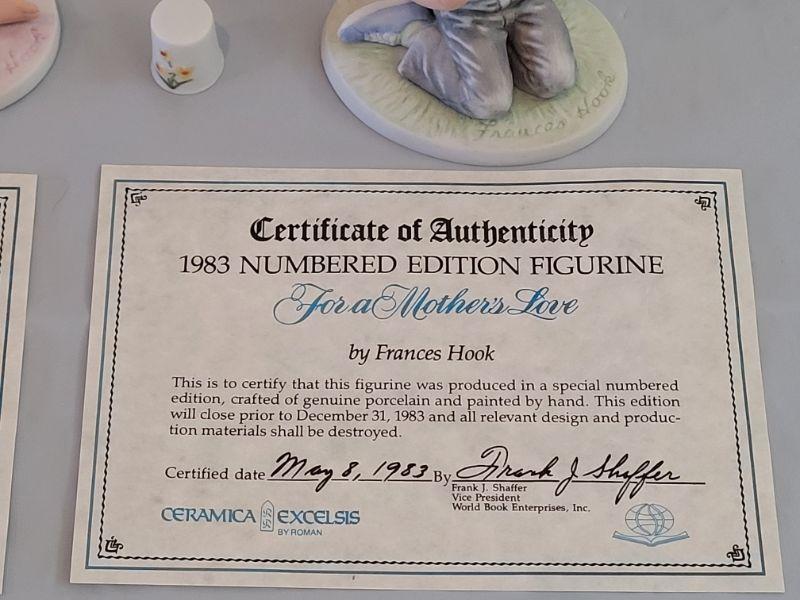 Hook
Frances Hook
Certificate of Authenticity
1983 NUMBERED EDITION FIGURINE
For a Mother's Love
by Frances Hook
This is to certify that this figurine was produced in a special numbered
edition, crafted of genuine porcelain and painted by hand. This edition
will close prior to December 31, 1983 and all relevant design and produc-
tion materials shall be destroyed.
Certified date May 8, 1983 By Frank J Shaffer
Frank J. Shaffer
Vice President
World Book Enterprises, Inc.
CERAMICA EXCELSIS
BY ROMAN